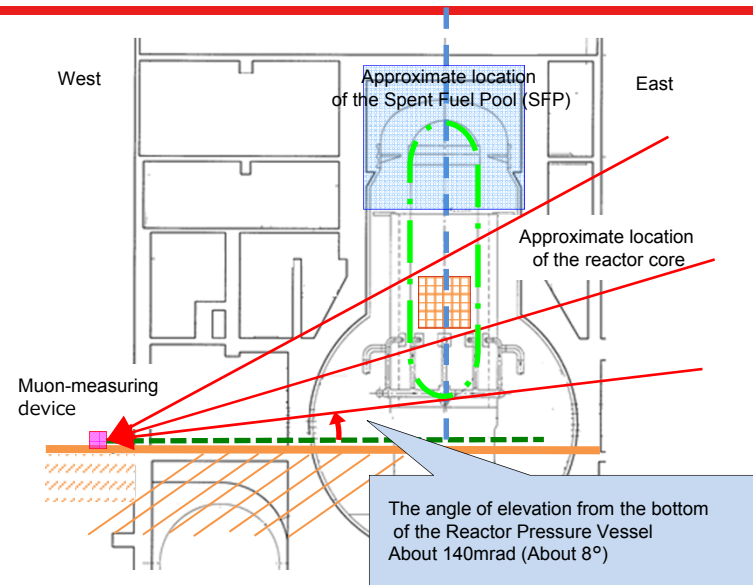 West
Approximate location
of the Spent Fuel Pool (SFP)
East
Approximate location
of the reactor core
Muon-measuring
device
The angle of elevation from the bottom
of the Reactor Pressure Vessel
About 140mrad (About 8°)